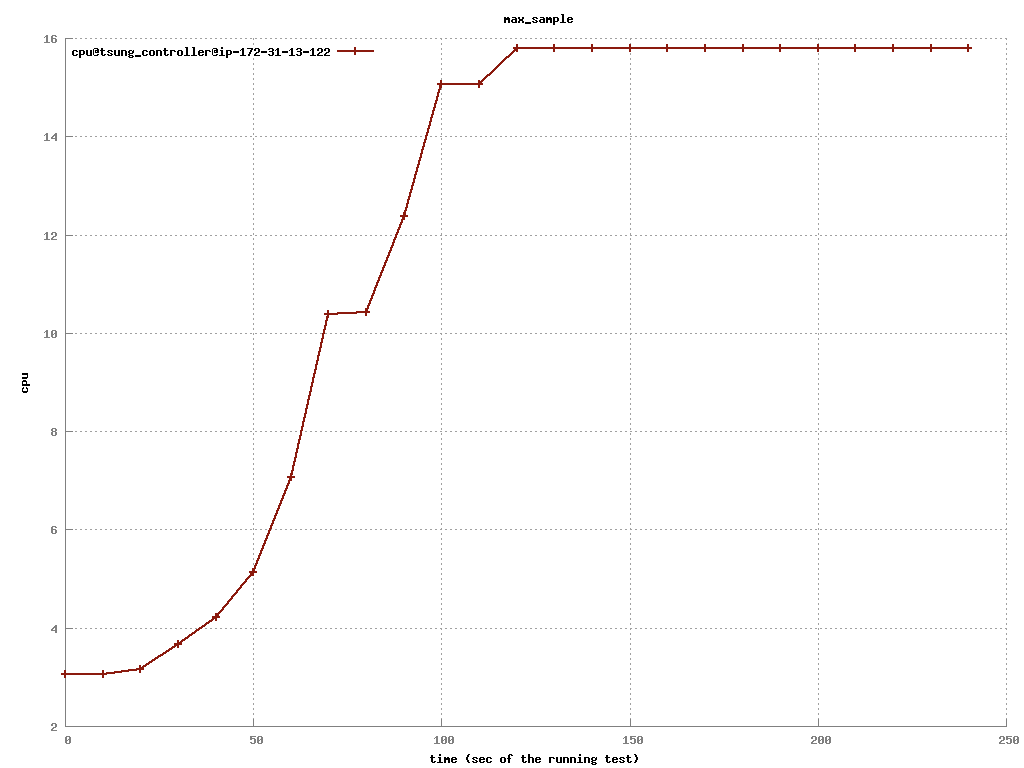 max_sample
cpu@tsung_controller@ip-172-31-13-122
16
14
12
10
8
6
4
2
cpu
0 50 100 150 200 250
time (sec of the running test)